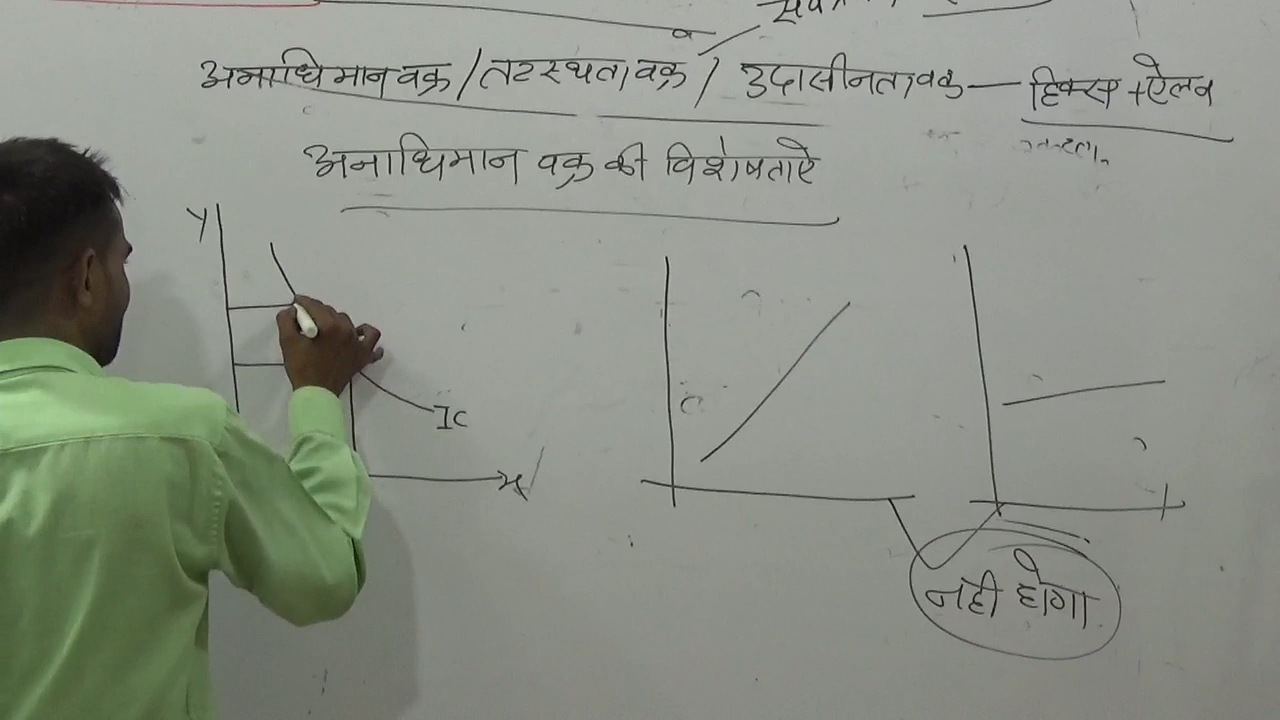 अनाधिमान वक्र / तटस्थता वक्र / उदासीनता वक्र — हिक्स + ऐलन
अनाधिमान वक्र की विशेषताऐ
Y
IC
X
नही होगा